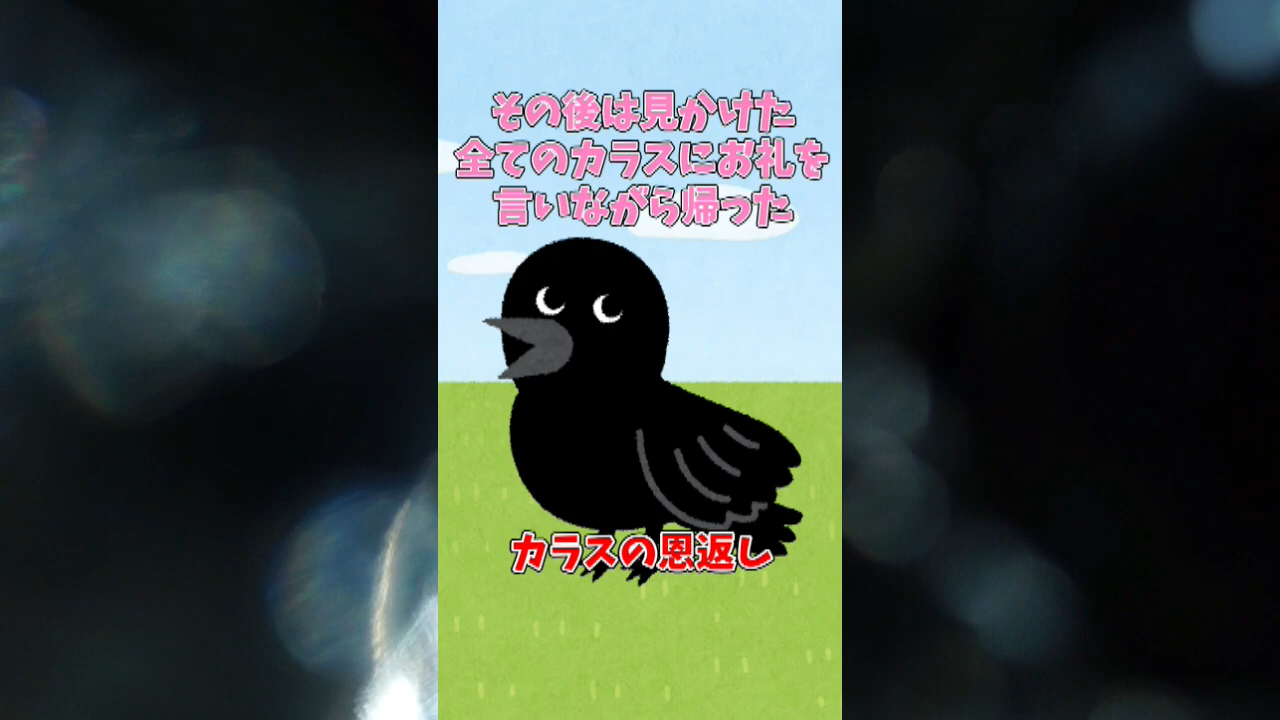 その後は見かけた
全てのカラスにお礼を
言いながら帰った
カラスの恩返し